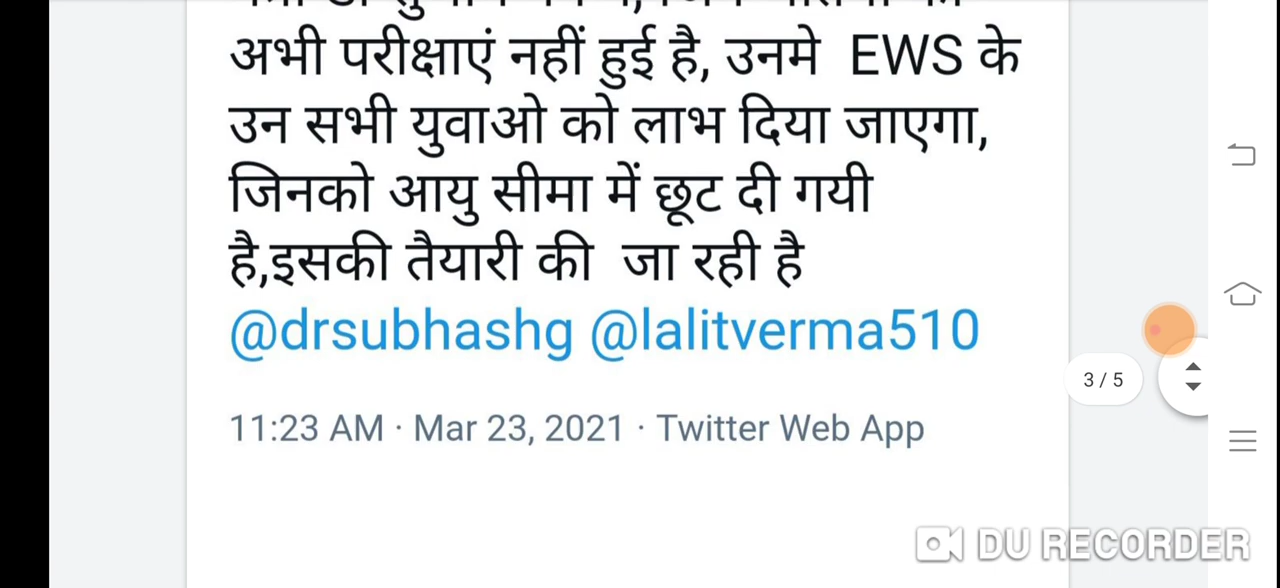 अभी परीक्षाएं नहीं हुई है, उनमे EWS के
उन सभी युवाओ को लाभ दिया जाएगा,
जिनको आयु सीमा में छूट दी गयी
है,इसकी तैयारी की जा रही है
@drsubhashg @lalitverma510
3 / 5
11:23 AM · Mar 23, 2021 · Twitter Web App
DU RECORDER